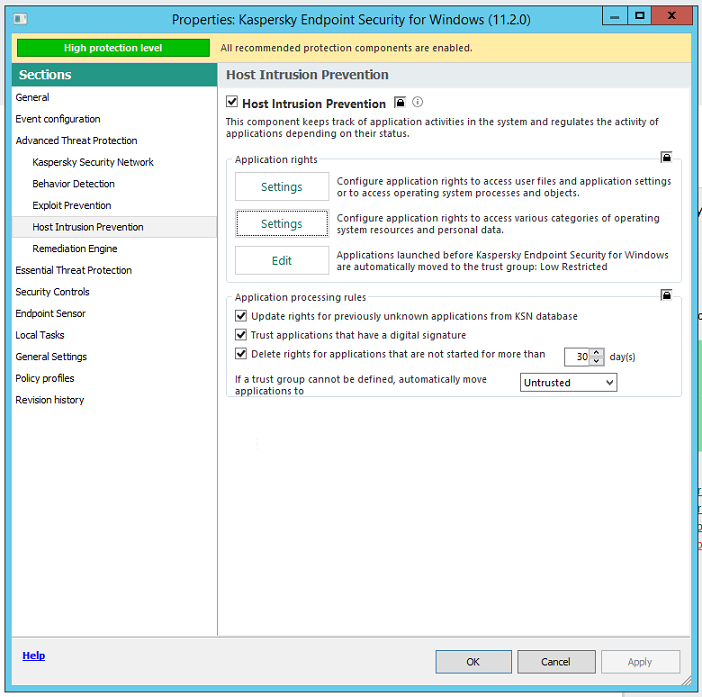 Properties: Kaspersky Endpoint Security for Windows (11.2.0)
High protection level
All recommended protection components are enabled.
Sections
General
Event configuration
Advanced Threat Protection
Kaspersky Security Network
Behavior Detection
Exploit Prevention
Host Intrusion Prevention
Remediation Engine
Essential Threat Protection
Security Controls
Endpoint Sensor
Local Tasks
General Settings
Policy profiles
Revision history
Host Intrusion Prevention
Host Intrusion Prevention
This component keeps track of application activities in the system and regulates the activity of
applications depending on their status.
Application rights
Settings
Configure application rights to access user files and application settings
or to access operating system processes and objects.
Settings
Configure application rights to access various categories of operating
system resources and personal data.
Edit
Applications launched before Kaspersky Endpoint Security for Windows
are automatically moved to the trust group: Low Restricted
Application processing rules
Update rights for previously unknown applications from KSN database
Trust applications that have a digital signature
Delete rights for applications that are not started for more than 30 day(s)
If a trust group cannot be defined, automatically move
applications to
Untrusted
Help
OK
Cancel
Apply